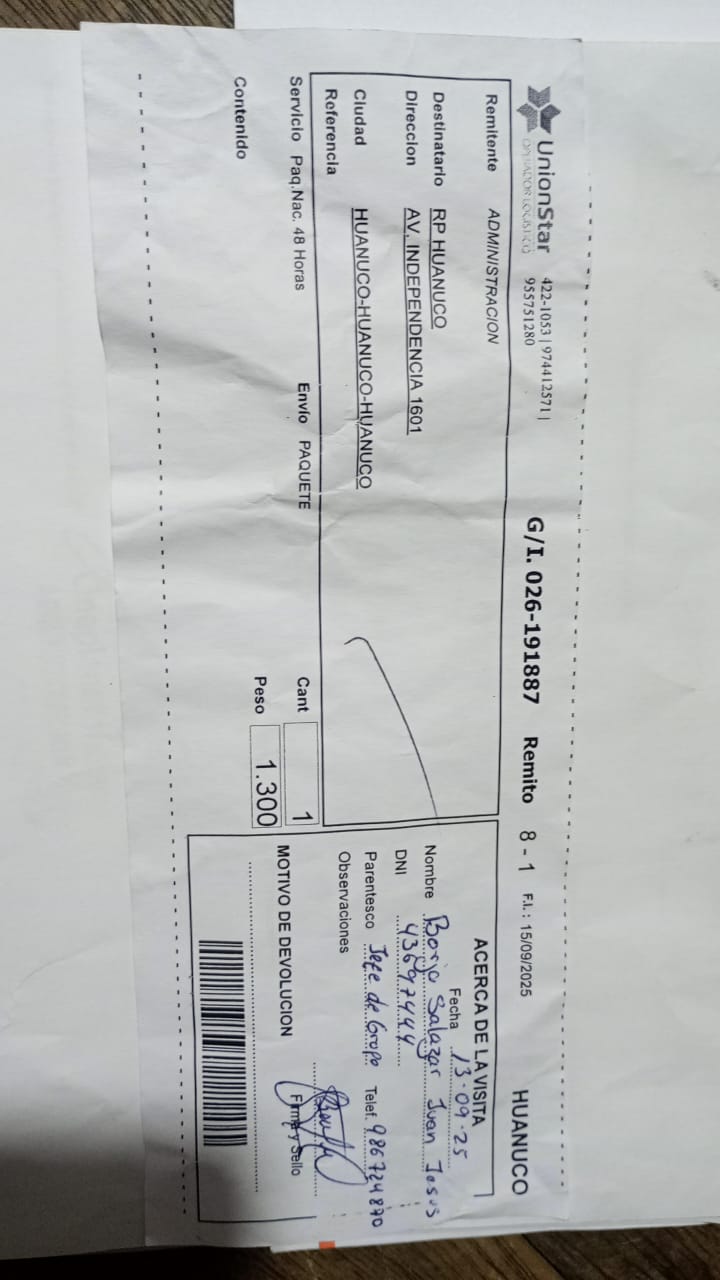 UnionStar
OPERADOR LOGISTICO
422-1053 | 974412571 |
955751280
G/I. 026-191887 Remito 8 - 1 F.I.: 15/09/2025 HUANUCO
Remitente ADMINISTRACION
Destinatario RP HUANUCO
Direccion AV. INDEPENDENCIA 1601
Ciudad HUANUCO-HUANUCO-HUANUCO
Referencia
Servicio Paq.Nac. 48 Horas Envío PAQUETE Cant 1
Contenido Peso 1.300
ACERCA DE LA VISITA
Fecha 13-09-25
Nombre Borja Salazar Juan Jesus
DNI 43697444
Parentesco Jefe de Grupo Telef. 986724870
Observaciones
Firma y Sello
MOTIVO DE DEVOLUCION